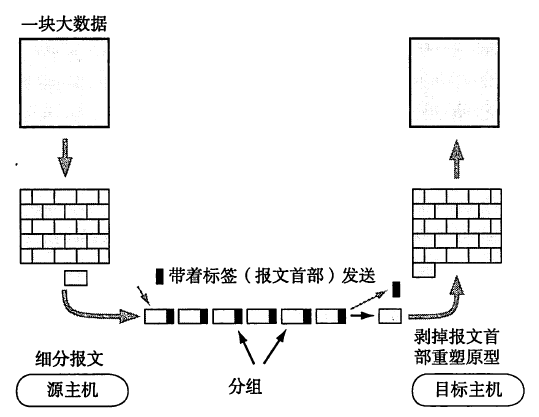 一块大数据
带着标签（报文首部）发送
细分报文
源主机
分组
剥掉报文首
部重塑原型
目标主机